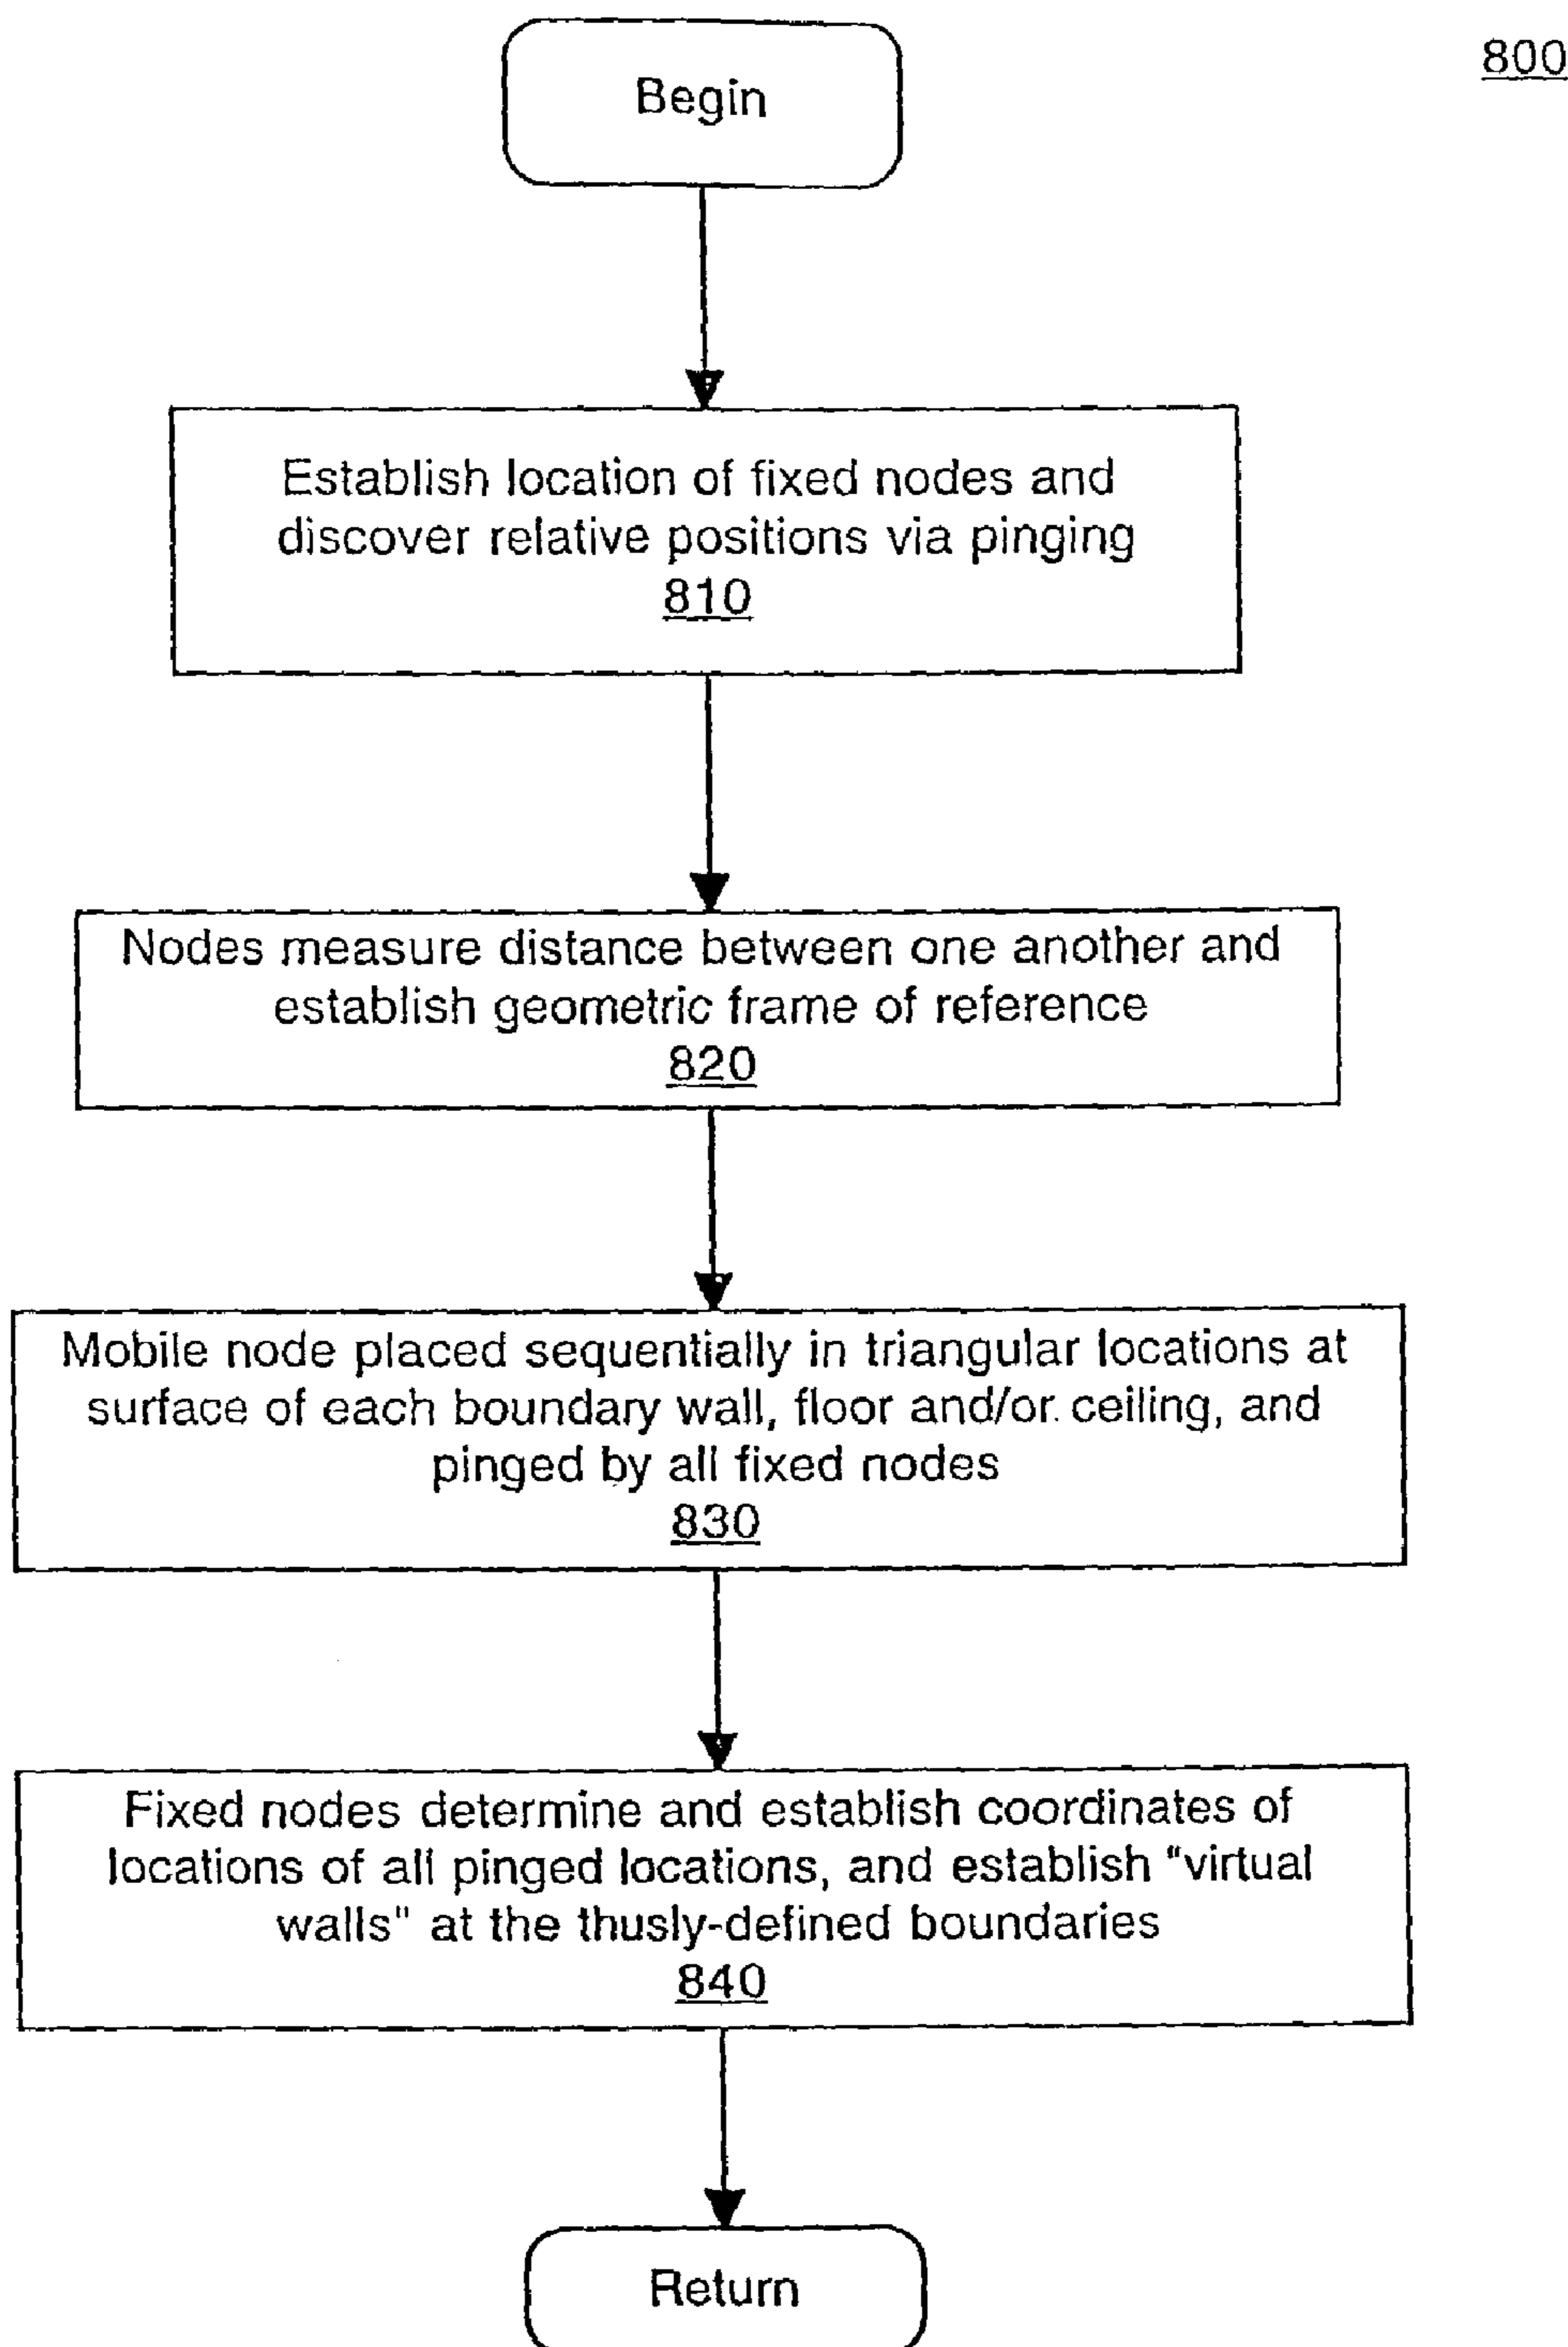 800
Begin
Establish location of fixed nodes and
discover relative positions via pinging
810
Nodes measure distance between one another and
establish geometric frame of reference
820
Mobile node placed sequentially in triangular locations at
surface of each boundary wall, floor and/or. ceiling, and
pinged by all fixed nodes
830
Fixed nodes determine and establish coordinates of
locations of all pinged locations, and establish "virtual
walls" at the thusly-defined boundaries
840
Return